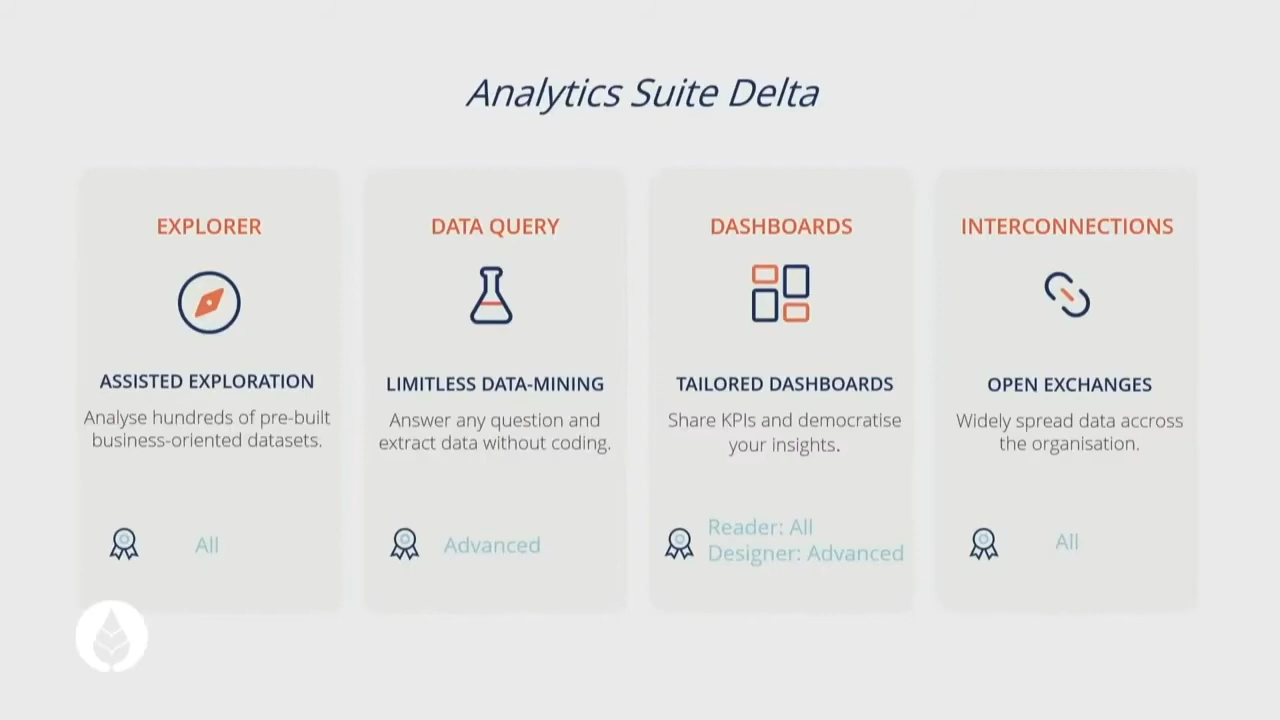 Analytics Suite Delta
EXPLORER
ASSISTED EXPLORATION
Analyse hundreds of pre-built
business-oriented datasets.
All
DATA QUERY
LIMITLESS DATA-MINING
Answer any question and
extract data without coding.
Advanced
DASHBOARDS
TAILORED DASHBOARDS
Share KPIs and democratise
your insights.
Reader: All
Designer: Advanced
INTERCONNECTIONS
OPEN EXCHANGES
Widely spread data accross
the organisation.
All